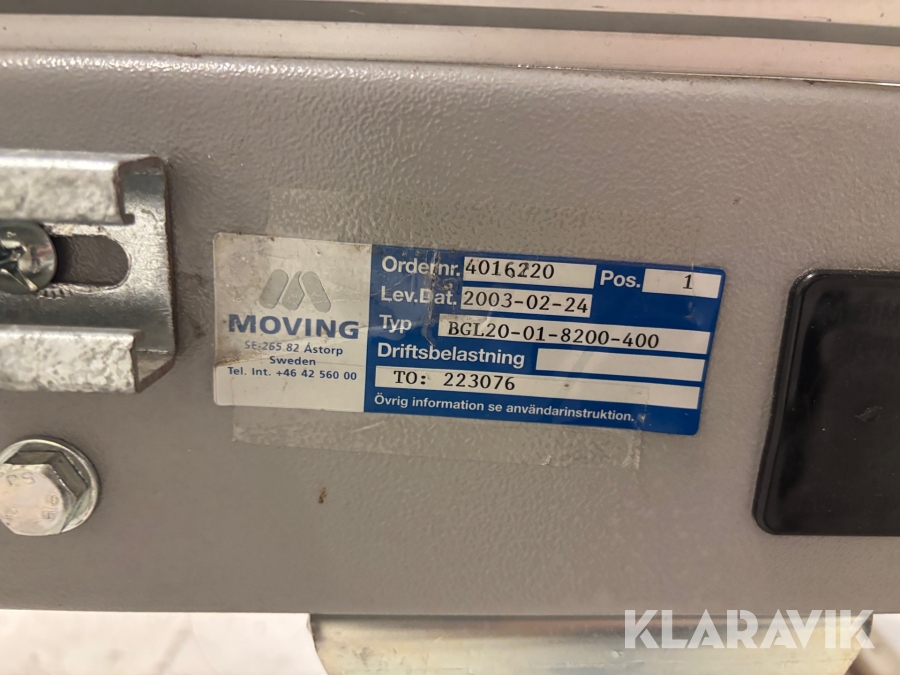 MOVING
SE-265 82 Åstorp
Sweden
Tel. Int. +46 42 560 00
Ordernr. 4016220 Pos. 1
Lev.Dat. 2003-02-24
Typ BGL20-01-8200-400
Driftsbelastning
TO: 223076
Övrig information se användarinstruktion.
KLARAVIK